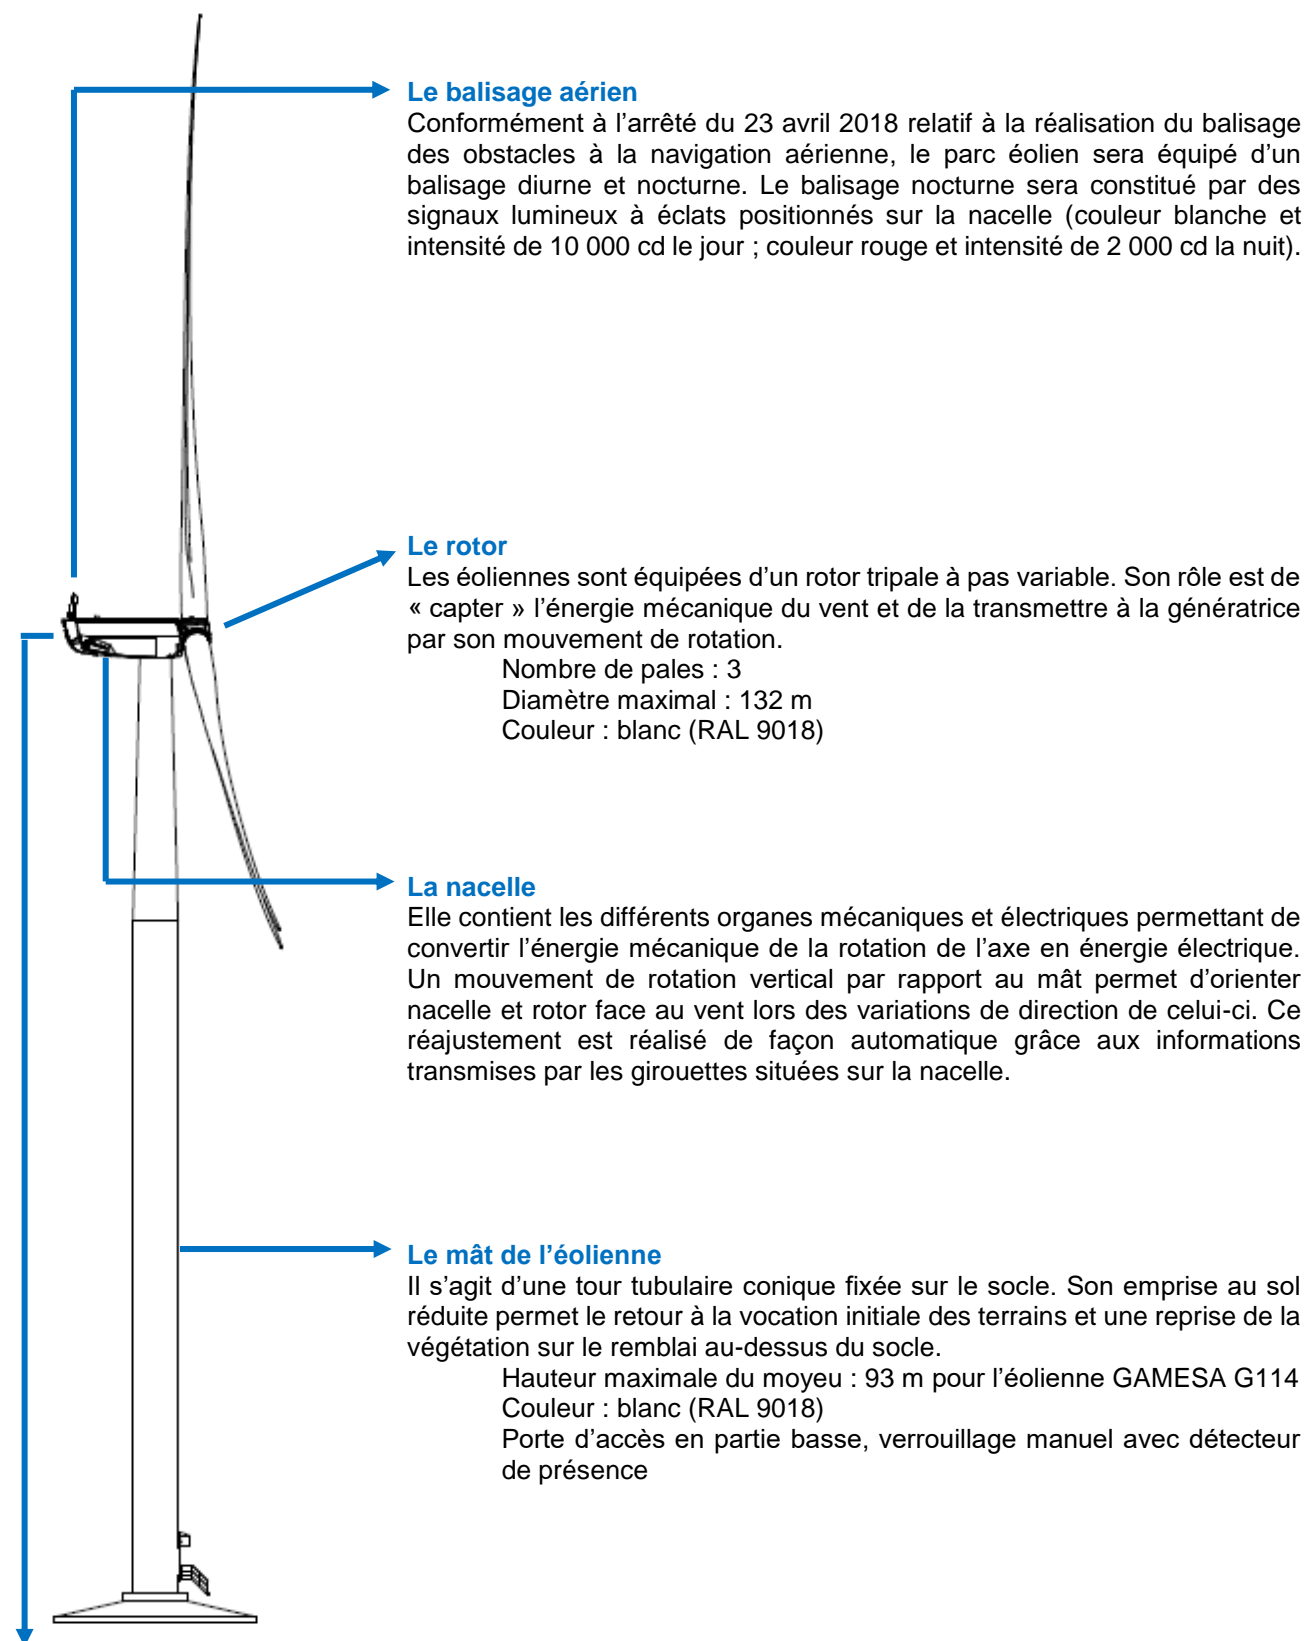 Le balisage aérien
Conformément à l’arrêté du 23 avril 2018 relatif à la réalisation du balisage
des obstacles à la navigation aérienne, le parc éolien sera équipé d’un
balisage diurne et nocturne. Le balisage nocturne sera constitué par des
signaux lumineux à éclats positionnés sur la nacelle (couleur blanche et
intensité de 10 000 cd le jour ; couleur rouge et intensité de 2 000 cd la nuit).
Le rotor
Les éoliennes sont équipées d’un rotor tripale à pas variable. Son rôle est de
« capter » l’énergie mécanique du vent et de la transmettre à la génératrice
par son mouvement de rotation.
Nombre de pales : 3
Diamètre maximal : 132 m
Couleur : blanc (RAL 9018)
La nacelle
Elle contient les différents organes mécaniques et électriques permettant de
convertir l’énergie mécanique de la rotation de l’axe en énergie électrique.
Un mouvement de rotation vertical par rapport au mât permet d’orienter
nacelle et rotor face au vent lors des variations de direction de celui-ci. Ce
réajustement est réalisé de façon automatique grâce aux informations
transmises par les girouettes situées sur la nacelle.
Le mât de l’éolienne
Il s’agit d’une tour tubulaire conique fixée sur le socle. Son emprise au sol
réduite permet le retour à la vocation initiale des terrains et une reprise de la
végétation sur le remblai au-dessus du socle.
Hauteur maximale du moyeu : 93 m pour l’éolienne GAMESA G114
Couleur : blanc (RAL 9018)
Porte d’accès en partie basse, verrouillage manuel avec détecteur
de présence